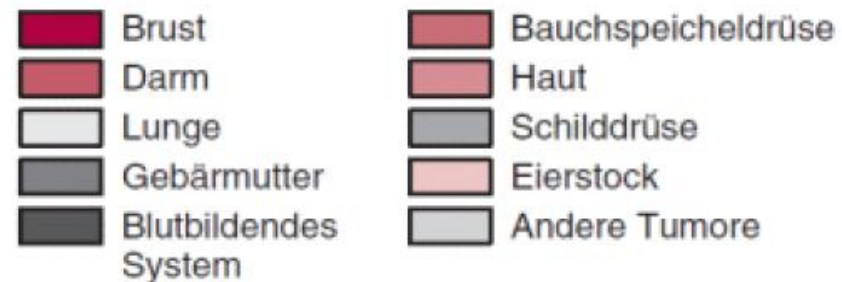 Brust
Darm
Lunge
Gebärmutter
Blutbildendes
System
Bauchspeicheldrüse
Haut
Schilddrüse
Eierstock
Andere Tumore